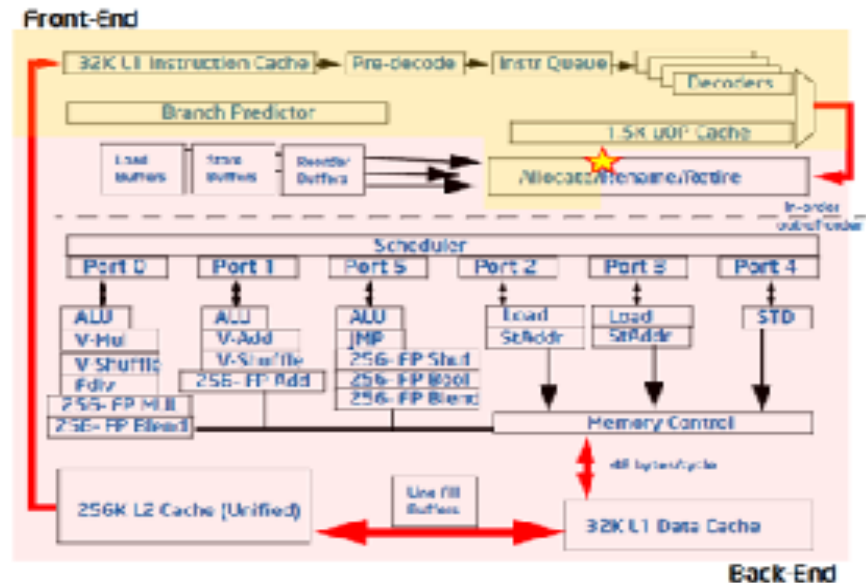 Front-End
32K L1 Instruction Cache
Pre-decode
Instr Queue
Decoders
Branch Predictor
1.5K uOP Cache
Load
Buffers
Store
Buffers
Reorder
Buffers
Allocate/Rename/Retire
In-order
out-of-order
Scheduler
Port 0
Port 1
Port 5
Port 2
Port 3
Port 4
ALU
V-Mul
V-Shuffle
Fdiv
256- FP MUL
256- FP Blend
ALU
V-Add
V-Shuffle
256- FP Add
ALU
JMP
256- FP Shuf
256- FP Bool
256- FP Blend
Load
StAddr
Load
StAddr
STD
Memory Control
48 bytes/cycle
256K L2 Cache (Unified)
Line fill
Buffers
32K L1 Data Cache
Back-End